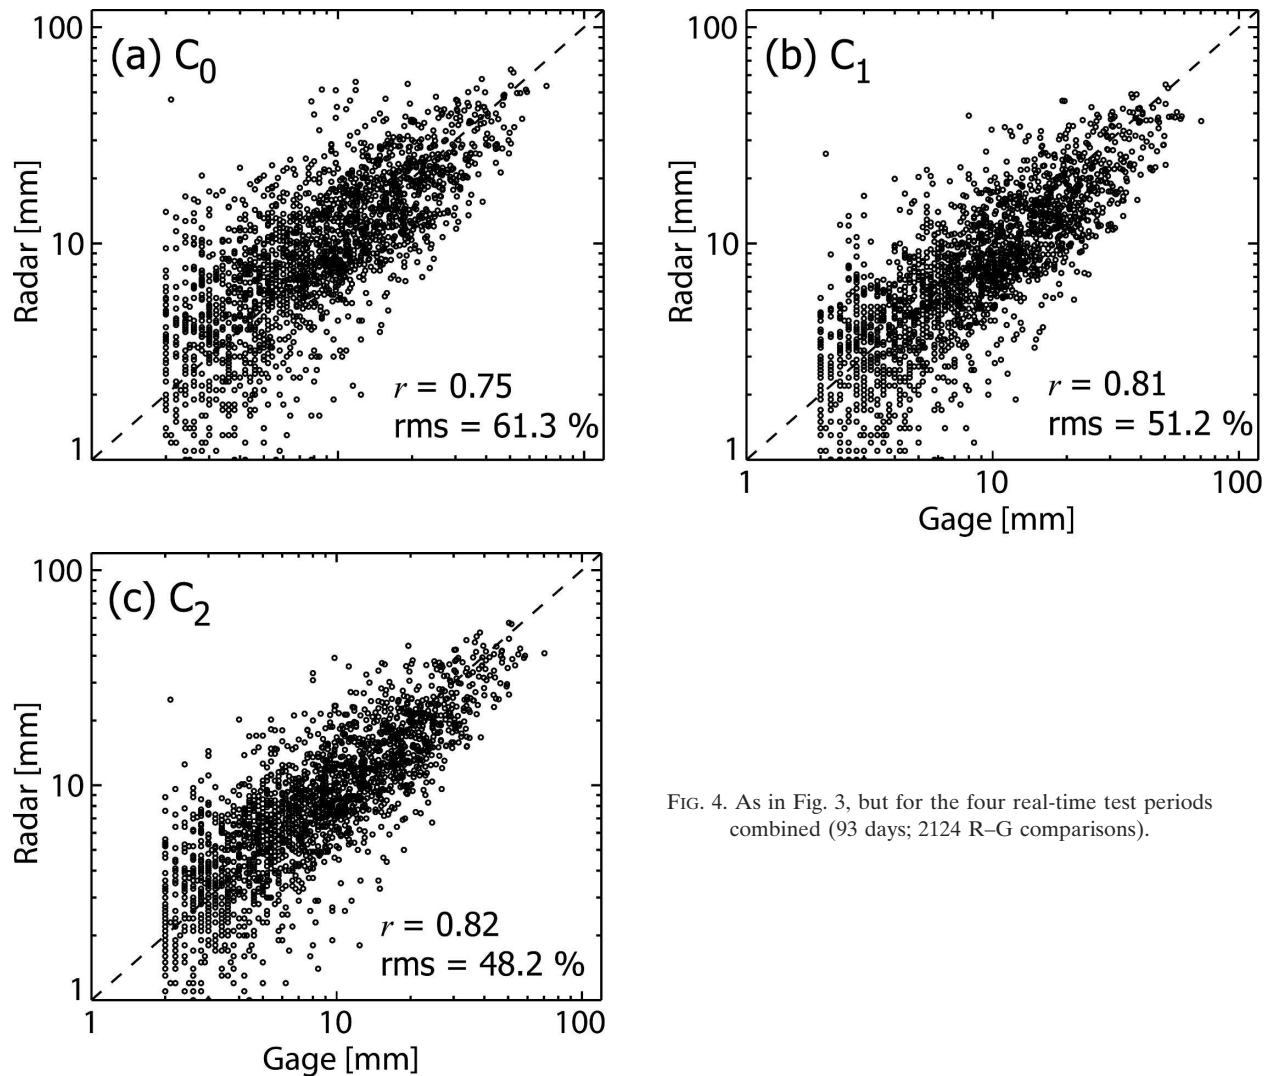 (a) C0
100
10
1
Radar [mm]
r = 0.75
rms = 61.3 %
(b) C1
100
10
1
Radar [mm]
r = 0.81
rms = 51.2 %
1 10 100
Gage [mm]
(c) C2
100
10
1
Radar [mm]
r = 0.82
rms = 48.2 %
1 10 100
Gage [mm]
FIG. 4. As in Fig. 3, but for the four real-time test periods
combined (93 days; 2124 R–G comparisons).